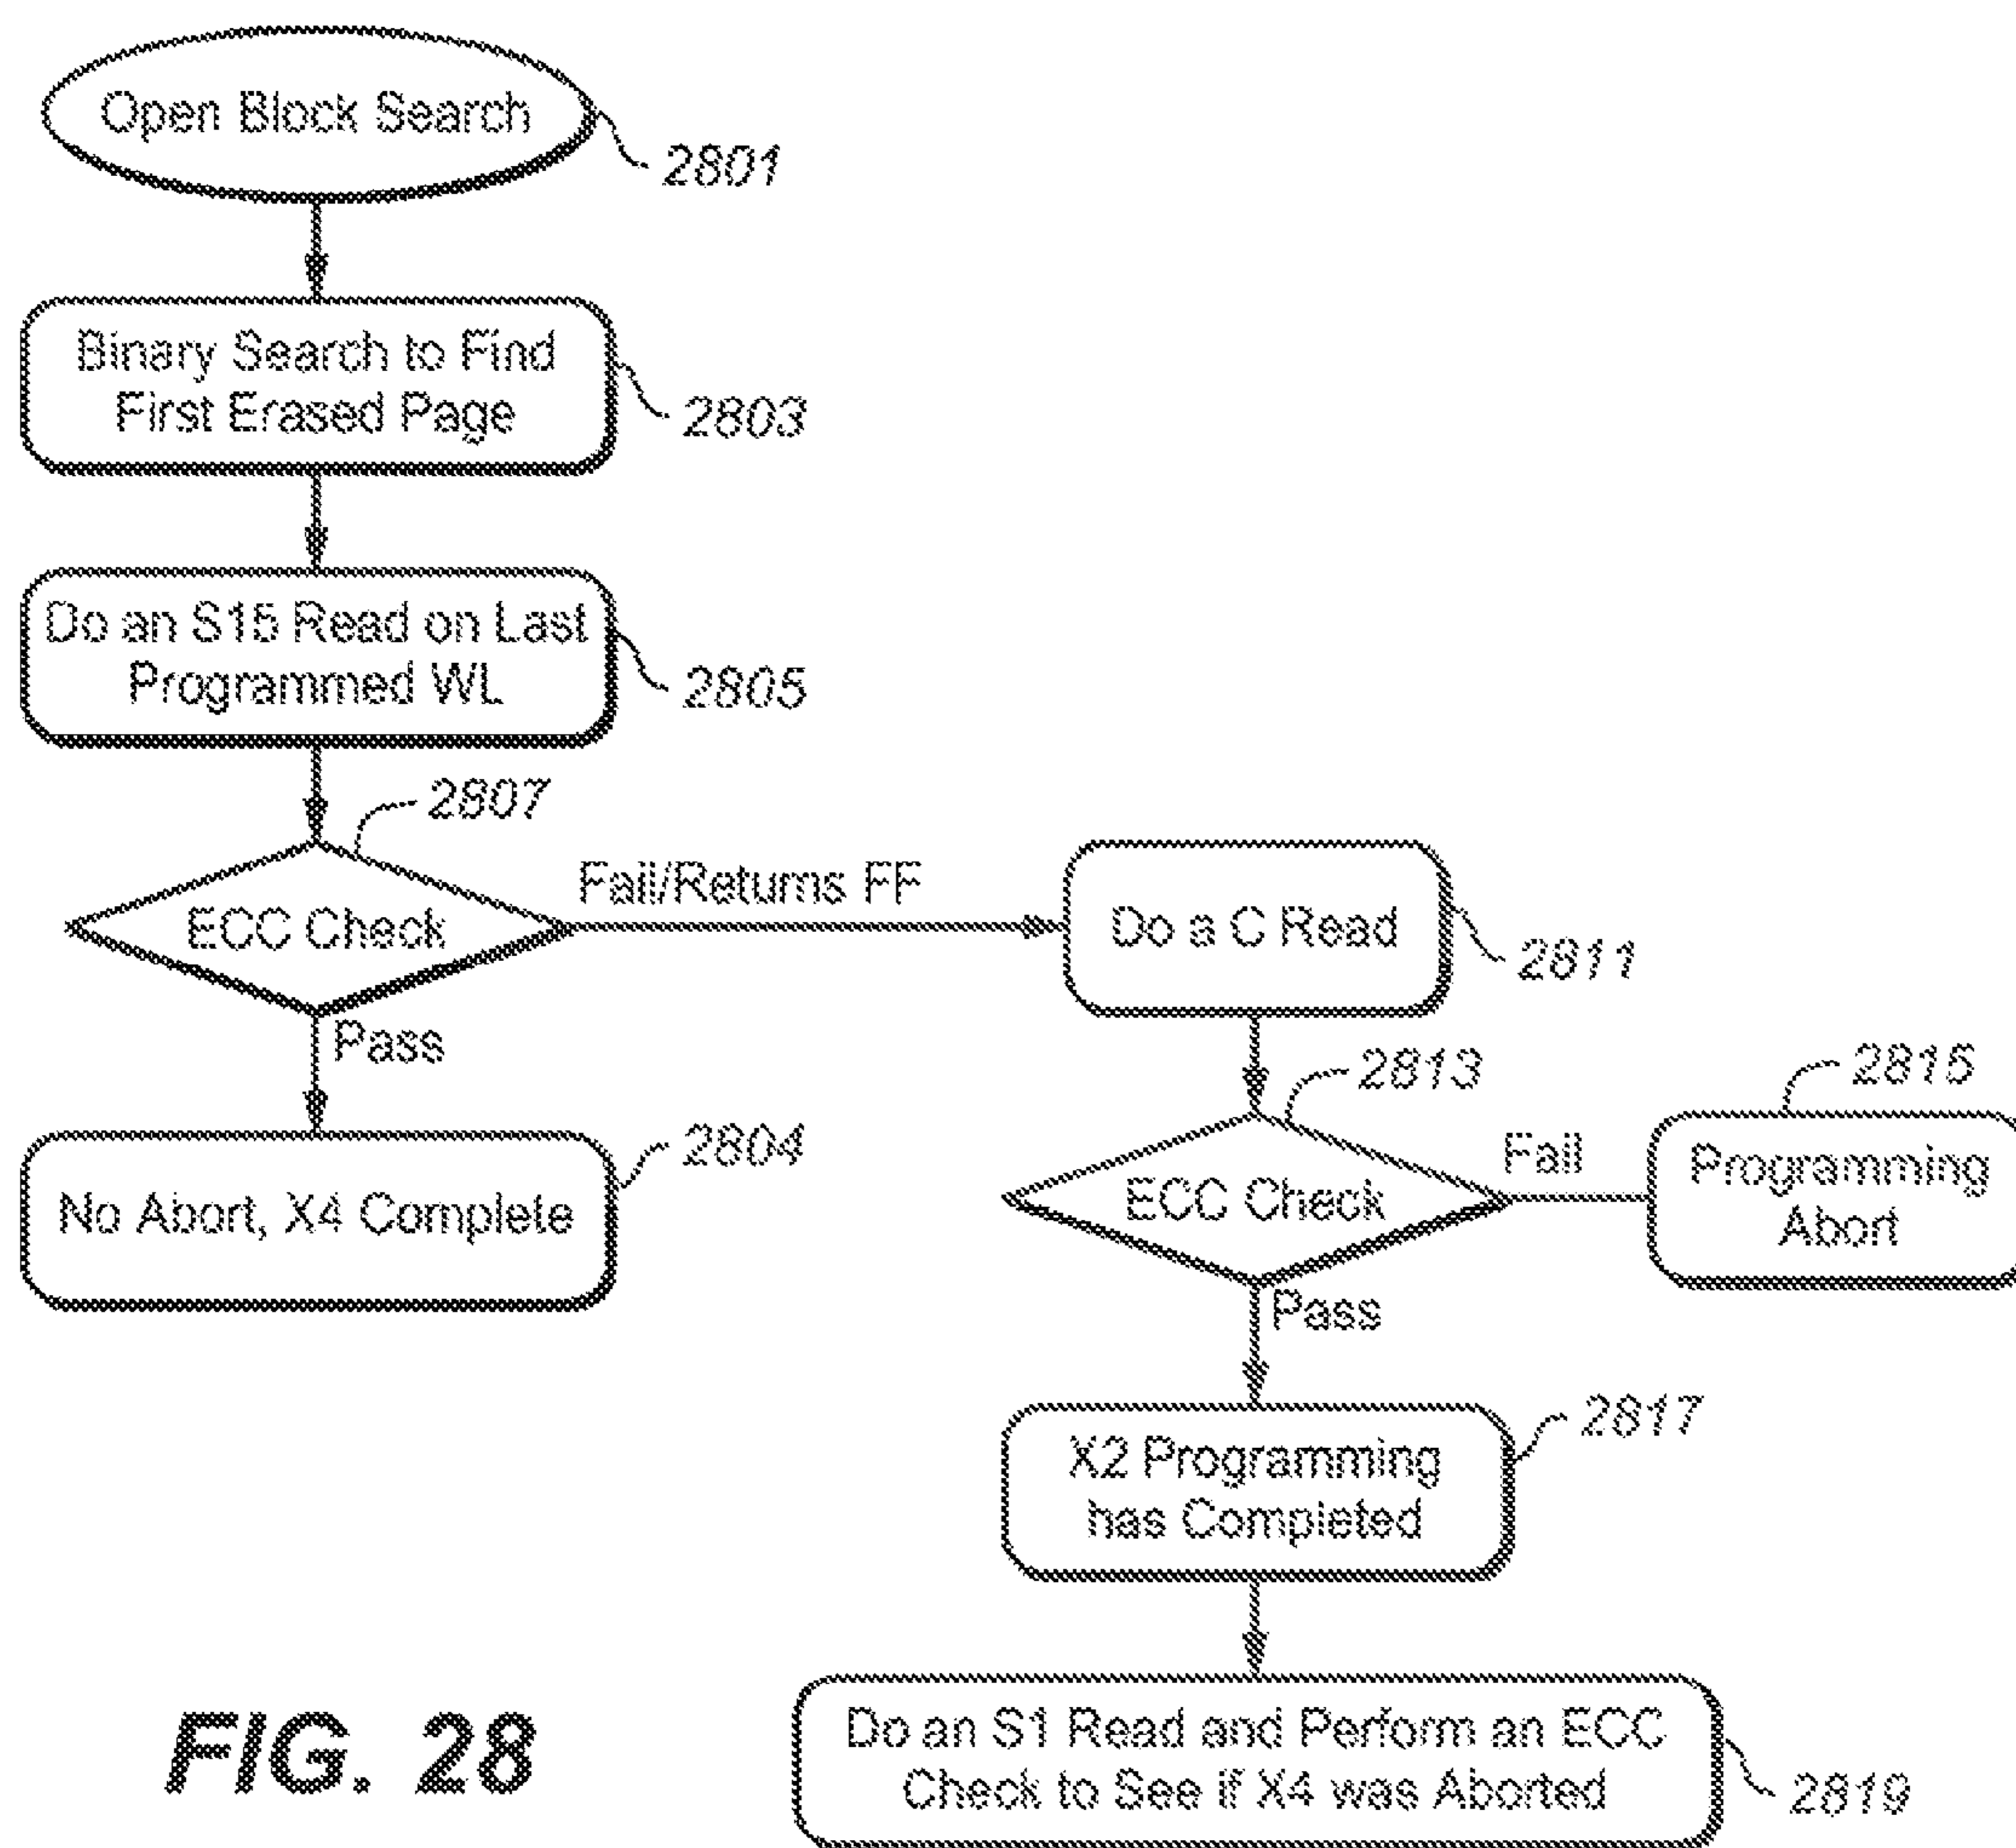 Open Block Search
2801
Binary Search to Find
First Erased Page
2803
Do an S15 Read on Last
Programmed WL
2805
2807
ECC Check
Fail/Returns FF
Pass
Do a C Read
2811
No Abort, X4 Complete
2804
2813
ECC Check
Fail
Pass
2815
Programming
Abort
X2 Programming
has Completed
2817
Do an S1 Read and Perform an ECC
Check to See if X4 was Aborted
2819
FIG. 28